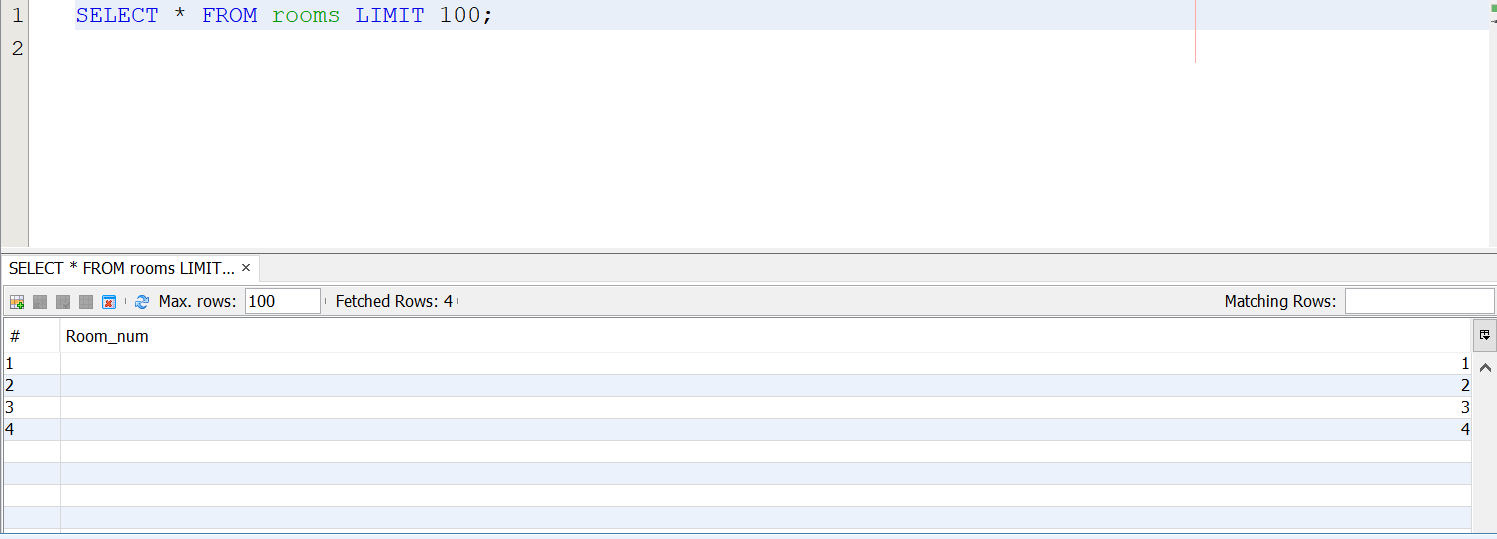 1 SELECT * FROM rooms LIMIT 100;
2
SELECT * FROM rooms LIMIT... ×
Max. rows: 100 Fetched Rows: 4 Matching Rows:
# Room_num
1 1
2 2
3 3
4 4